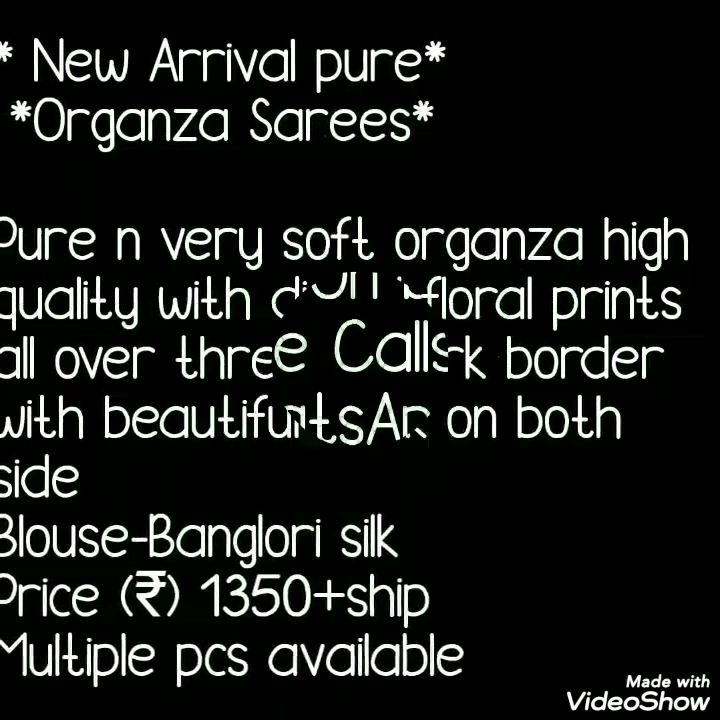 * New Arrival pure*
*Organza Sarees*
Pure n very soft organza high
quality with floral prints
all over border
with on both
side
Blouse-Banglori silk
Price (₹) 1350+ship
Multiple pcs available
Made with
VideoShow